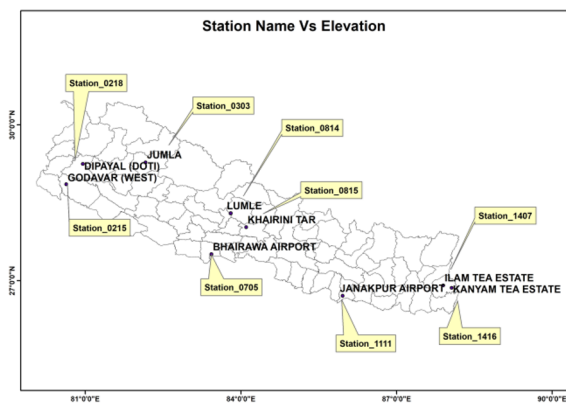 Station Name Vs Elevation
Station_0218
Station_0303
Station_0814
30°0'0"N
JUMLA
DIPAYAL (DOTI)
GODAVAR (WEST)
Station_0815
LUMLE
KHAIRINI TAR
Station_1407
Station_0215
BHAIRAWA AIRPORT
27°0'0"N
ILAM TEA ESTATE
Station_0705
JANAKPUR AIRPORT
KANYAM TEA ESTATE
Station_1416
Station_1111
81°0'0"E
84°0'0"E
87°0'0"E
90°0'0"E